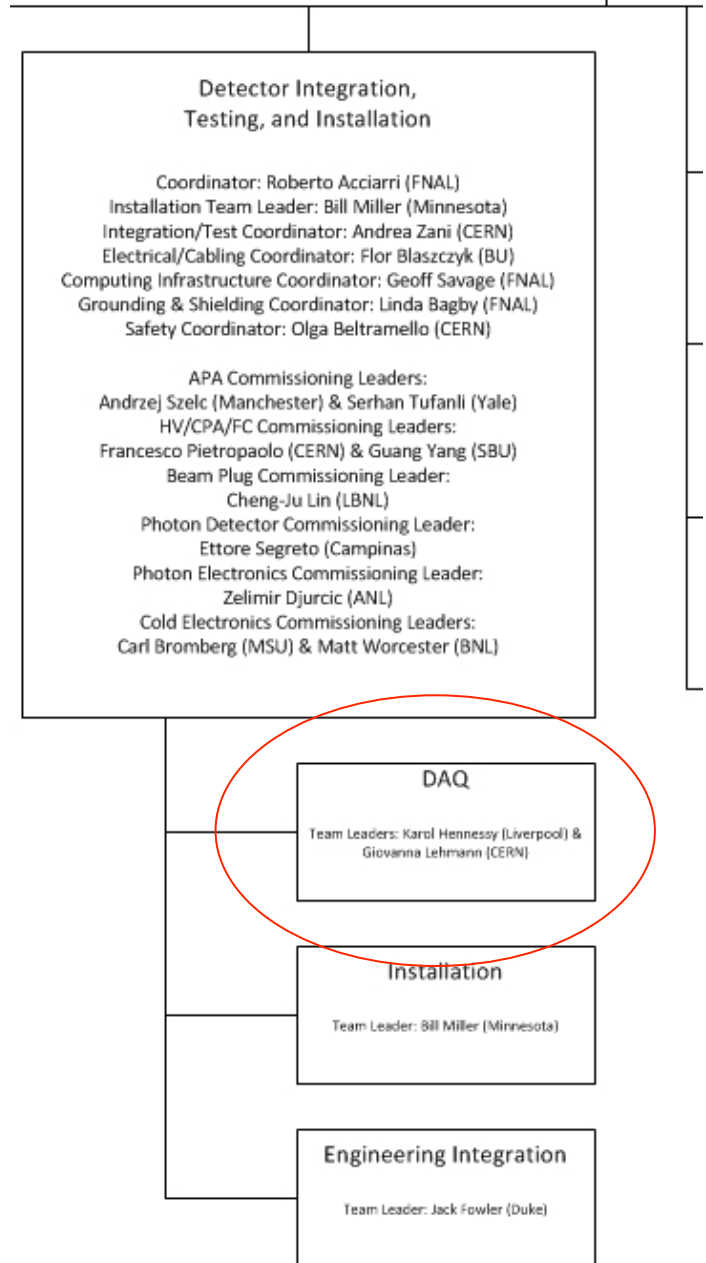 Detector Integration,
Testing, and Installation
Coordinator: Roberto Acciarri (FNAL)
Installation Team Leader: Bill Miller (Minnesota)
Integration/Test Coordinator: Andrea Zani (CERN)
Electrical/Cabling Coordinator: Flor Blaszczyk (BU)
Computing Infrastructure Coordinator: Geoff Savage (FNAL)
Grounding & Shielding Coordinator: Linda Bagby (FNAL)
Safety Coordinator: Olga Beltramello (CERN)
APA Commissioning Leaders:
Andrzej Szelc (Manchester) & Serhan Tufanli (Yale)
HV/CPA/FC Commissioning Leaders:
Francesco Pietropaolo (CERN) & Guang Yang (SBU)
Beam Plug Commissioning Leader:
Cheng-Ju Lin (LBNL)
Photon Detector Commissioning Leader:
Ettore Segreto (Campinas)
Photon Electronics Commissioning Leader:
Zelimir Djurcic (ANL)
Cold Electronics Commissioning Leaders:
Carl Bromberg (MSU) & Matt Worcester (BNL)
DAQ
Team Leaders: Karol Hennessy (Liverpool) &
Giovanna Lehmann (CERN)
Installation
Team Leader: Bill Miller (Minnesota)
Engineering Integration
Team Leader: Jack Fowler (Duke)